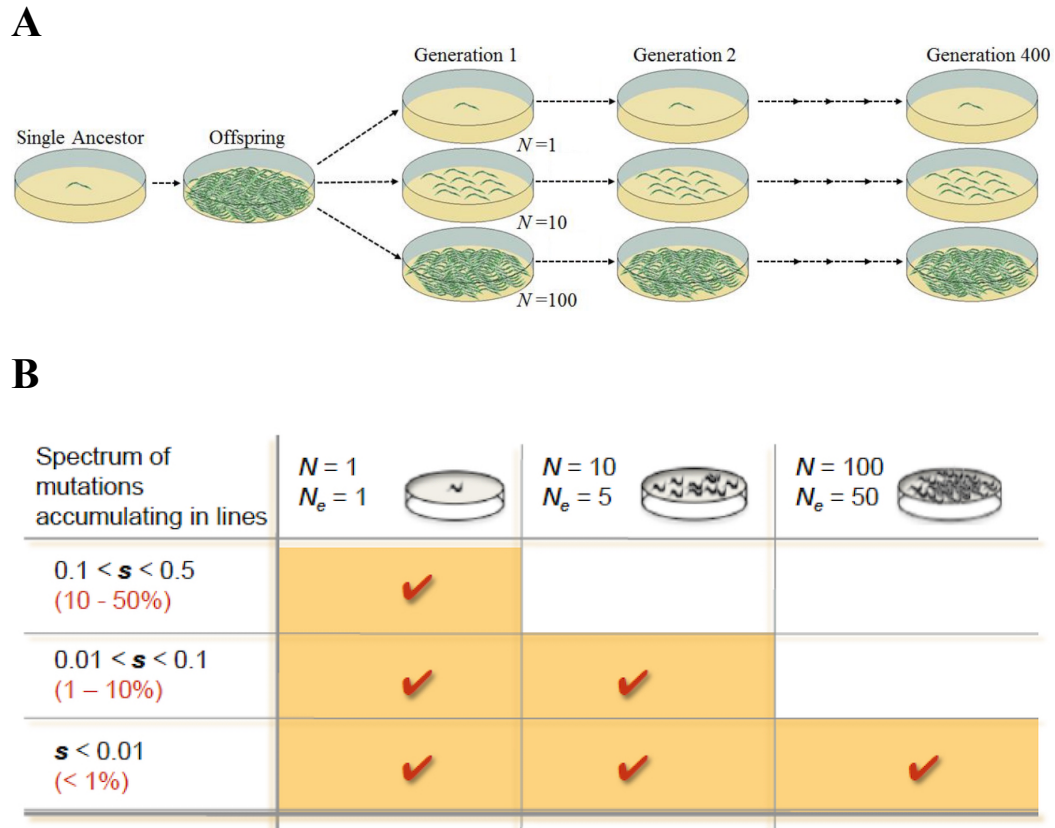 A
Generation 1
Generation 2
Generation 400
Single Ancestor
Offspring
N=1
N=10
N=100
B
Spectrum of
mutations
accumulating in lines
N = 1
Ne = 1
N = 10
Ne = 5
N = 100
Ne = 50
0.1 < s < 0.5
(10 - 50%)
✔
0.01 < s < 0.1
(1 – 10%)
✔
✔
s < 0.01
(< 1%)
✔
✔
✔